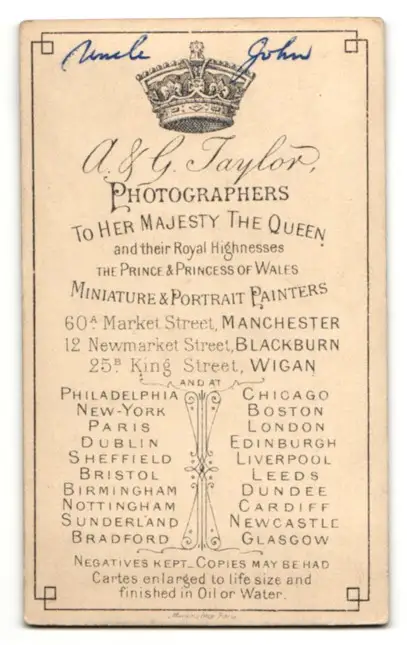 Uncle John
A. & G. Taylor,
PHOTOGRAPHERS
TO HER MAJESTY THE QUEEN
and their Royal Highnesses
THE PRINCE & PRINCESS OF WALES
MINIATURE & PORTRAIT PAINTERS
60A Market Street, MANCHESTER
12 Newmarket Street, BLACKBURN
25B King Street, WIGAN
AND AT
PHILADELPHIA CHICAGO
NEW-YORK BOSTON
PARIS LONDON
DUBLIN EDINBURGH
SHEFFIELD LIVERPOOL
BRISTOL LEEDS
BIRMINGHAM DUNDEE
NOTTINGHAM CARDIFF
SUNDERLAND NEWCASTLE
BRADFORD GLASGOW
NEGATIVES KEPT_COPIES MAY BE HAD
Cartes enlarged to life size and
finished in Oil or Water.